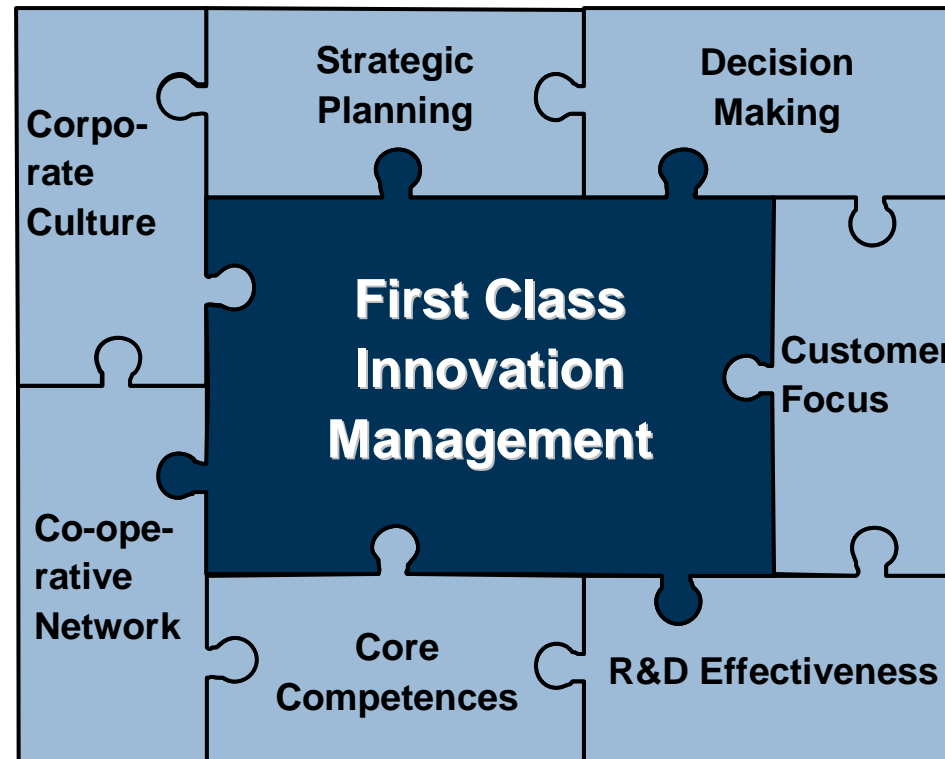 Strategic
Planning
Decision
Making
Corpo-
rate
Culture
First Class
Innovation
Management
Customer
Focus
Co-ope-
rative
Network
Core
Competences
R&D Effectiveness